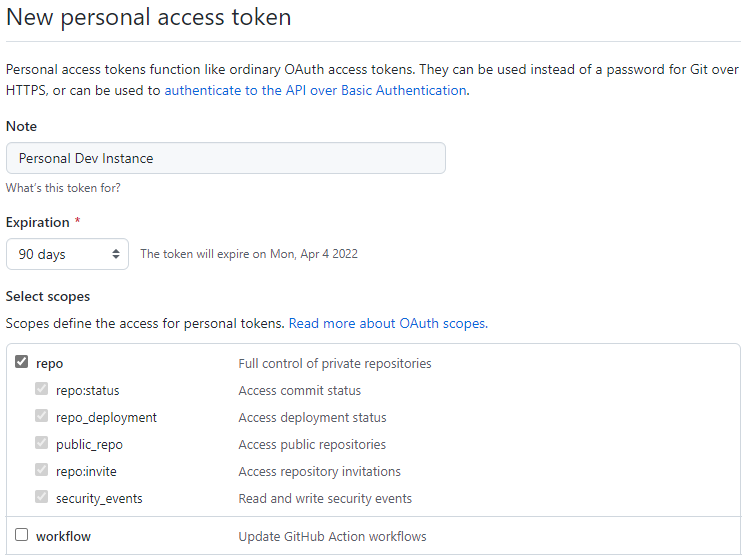 New personal access token
Personal access tokens function like ordinary OAuth access tokens. They can be used instead of a password for Git over
HTTPS, or can be used to authenticate to the API over Basic Authentication.
Note
Personal Dev Instance
What's this token for?
Expiration *
90 days The token will expire on Mon, Apr 4 2022
Select scopes
Scopes define the access for personal tokens. Read more about OAuth scopes.
repo Full control of private repositories
repo:status Access commit status
repo_deployment Access deployment status
public_repo Access public repositories
repo:invite Access repository invitations
security_events Read and write security events
workflow Update GitHub Action workflows